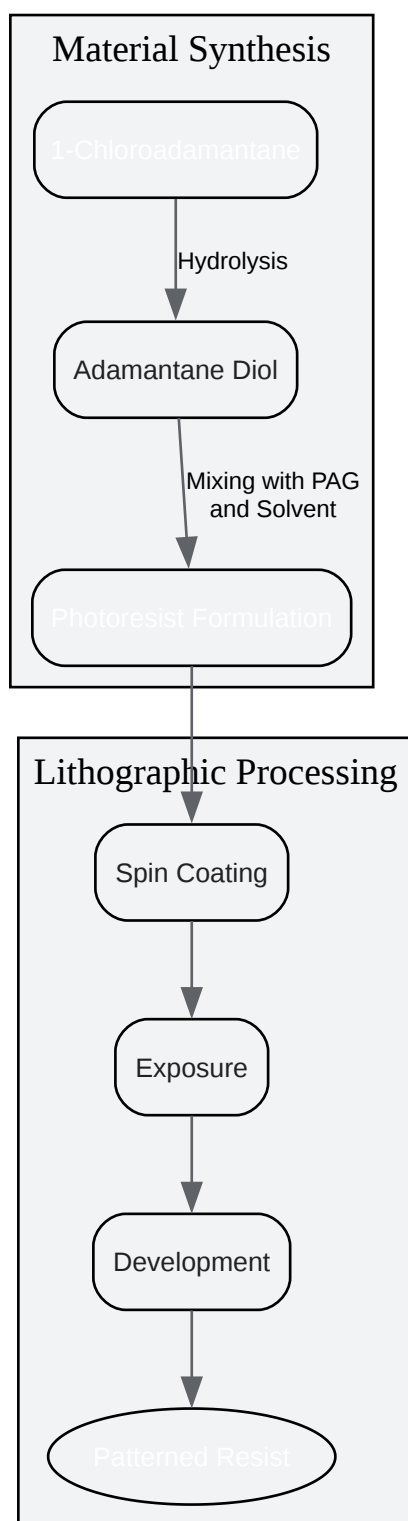 Material Synthesis
1-Chloroadamantane
Hydrolysis
Adamantane Diol
Mixing with PAG
and Solvent
Photoresist Formulation
Lithographic Processing
Spin Coating
Exposure
Development
Patterned Resist